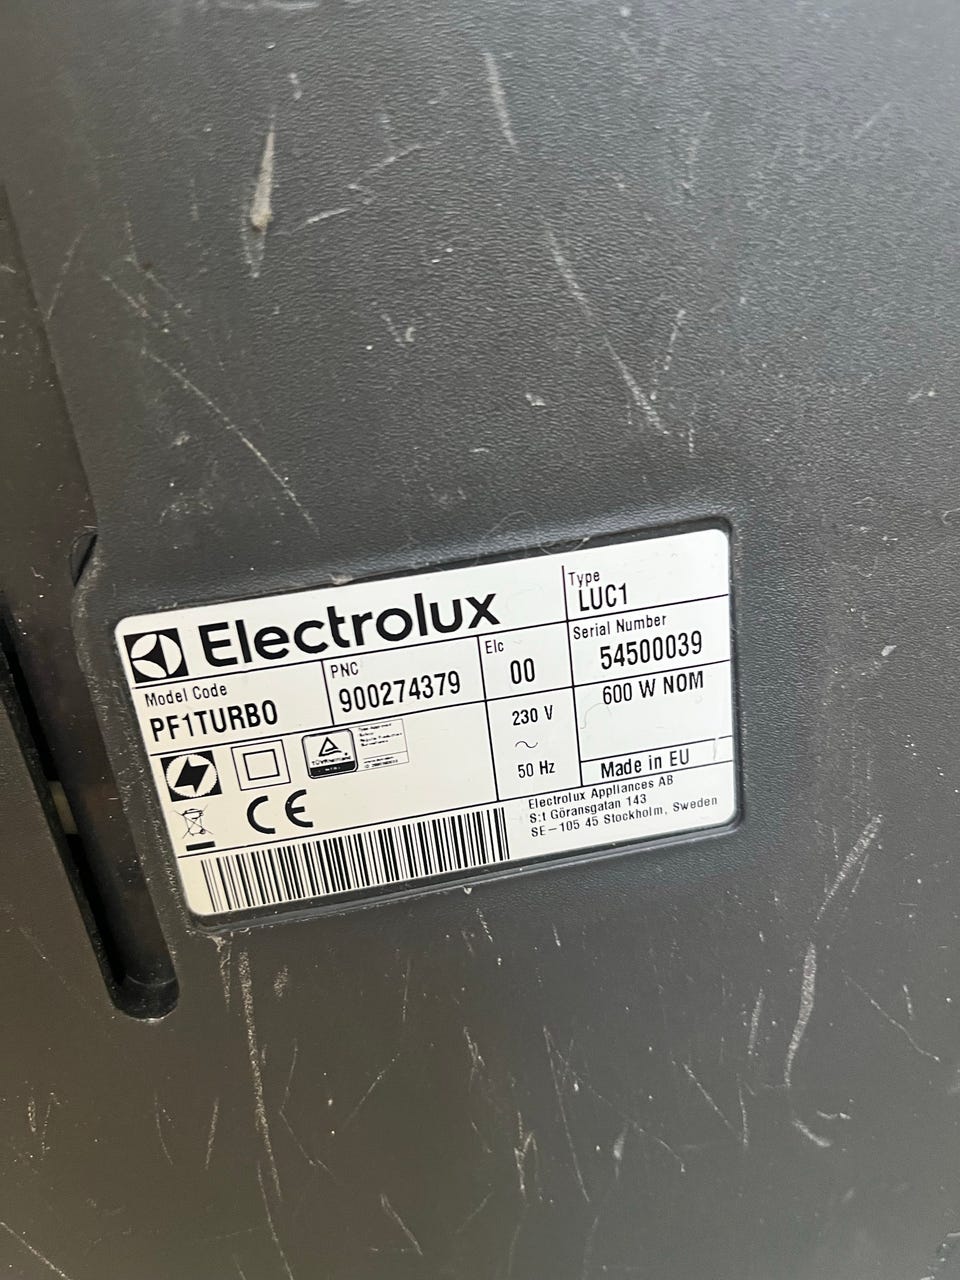 Electrolux
Type
LUC1
Model Code
PF1TURBO
PNC
900274379
Elc
00
Serial Number
54500039
230 V
~
50 Hz
600 W NOM
Made in EU
TÜVRheinland
CE
Electrolux Appliances AB
S:t Göransgatan 143
SE-105 45 Stockholm, Sweden